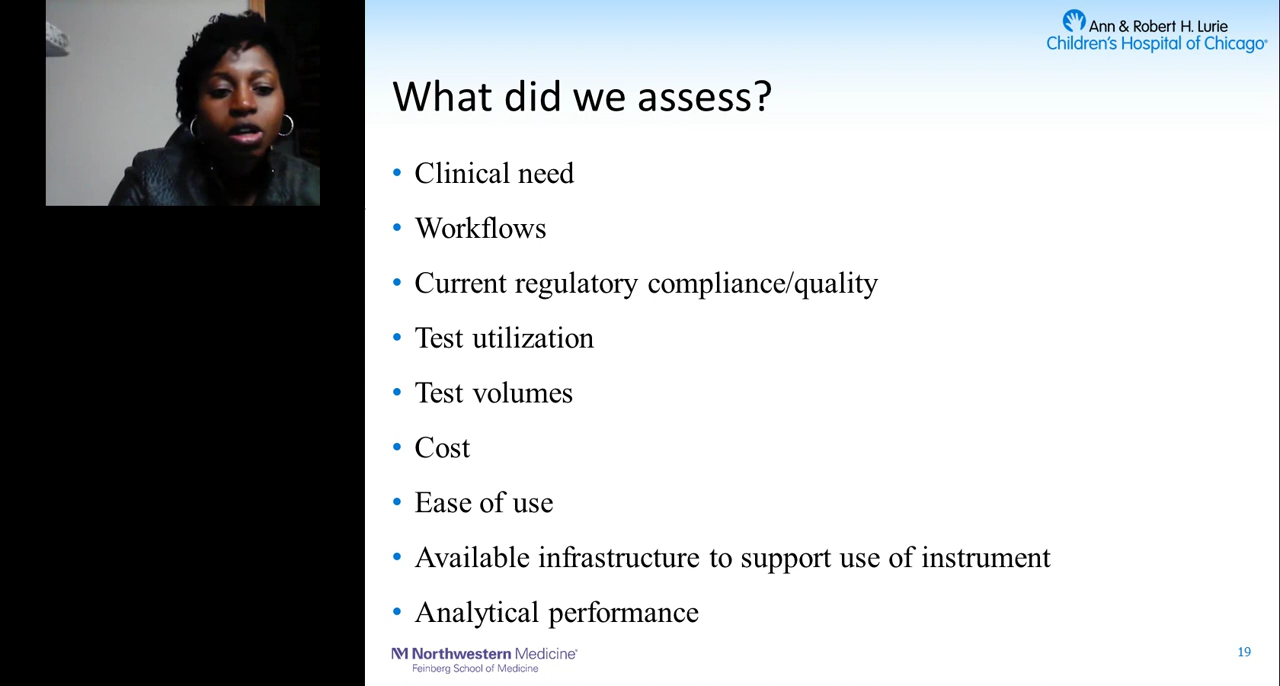 Ann & Robert H. Lurie
Children's Hospital of Chicago®
What did we assess?
• Clinical need
• Workflows
• Current regulatory compliance/quality
• Test utilization
• Test volumes
• Cost
• Ease of use
• Available infrastructure to support use of instrument
• Analytical performance
Northwestern Medicine®
Feinberg School of Medicine
19